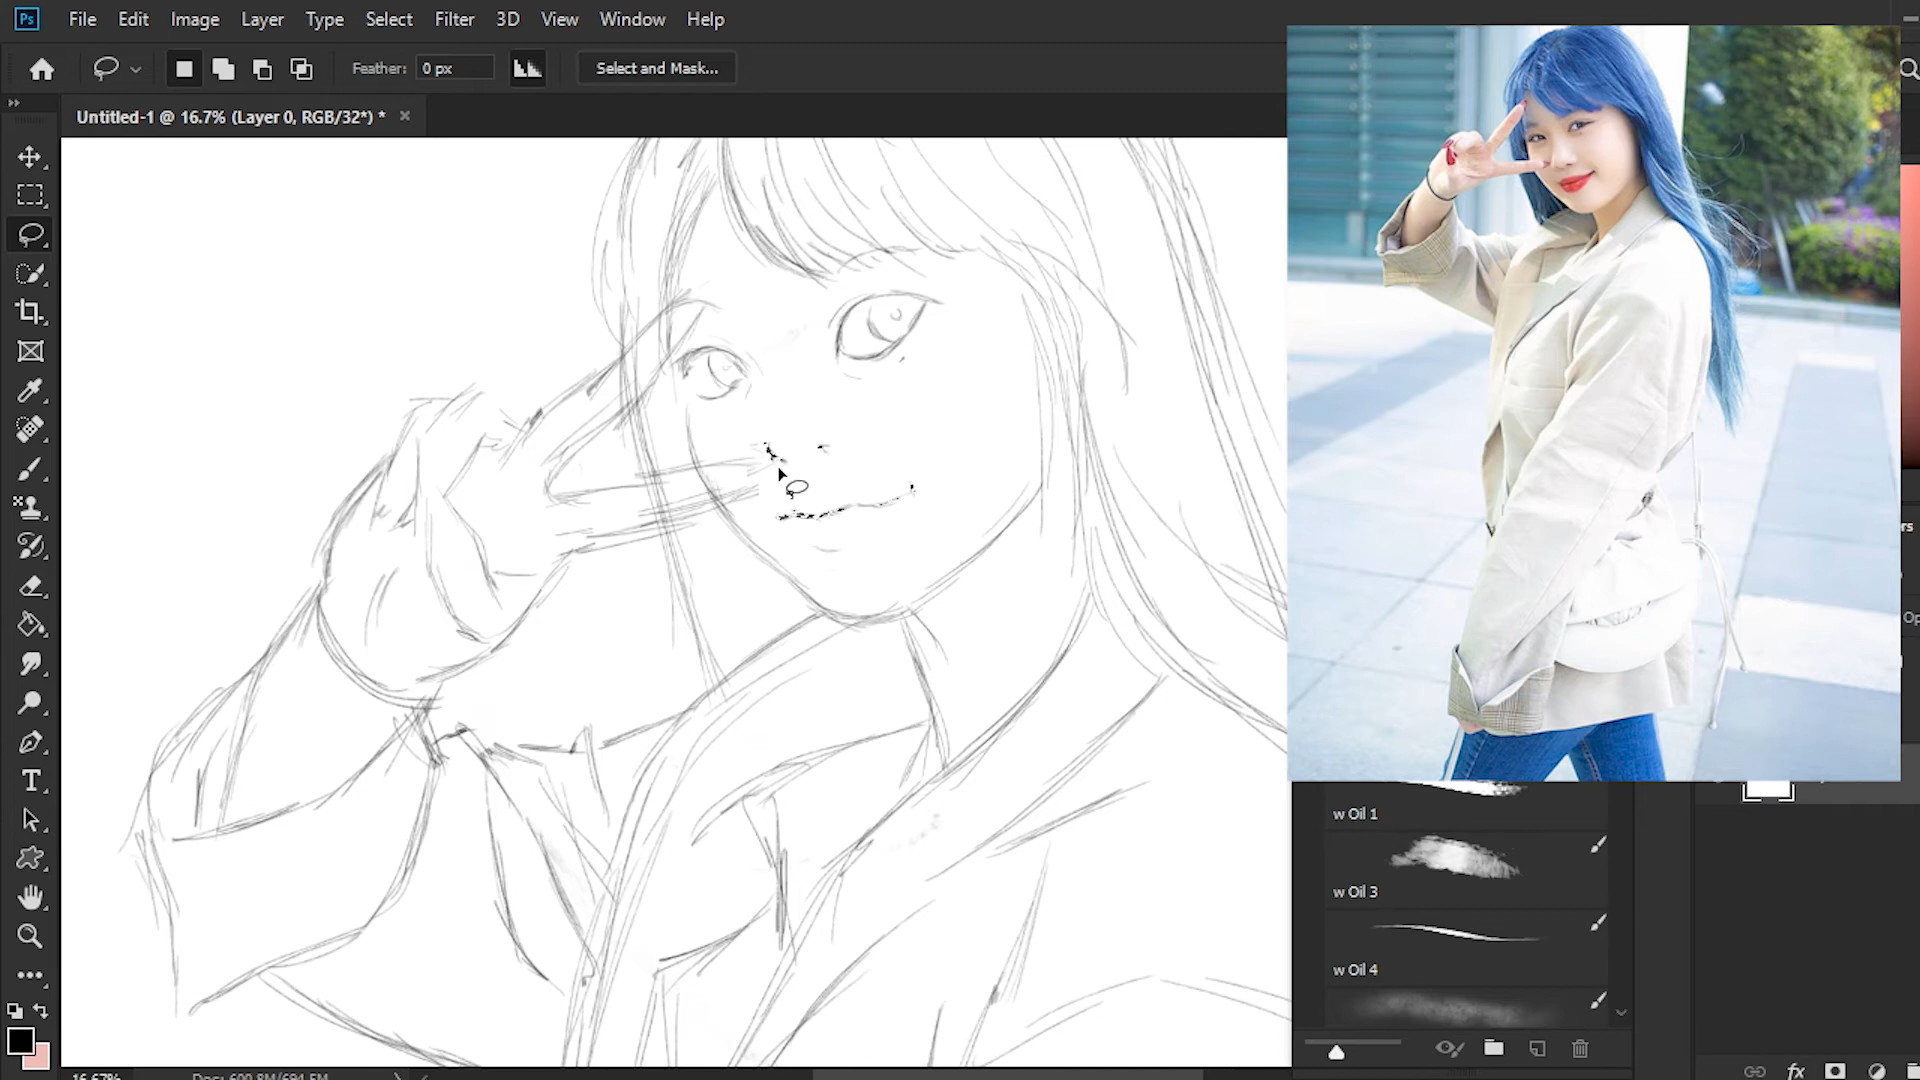 Ps File Edit Image Layer Type Select Filter 3D View Window Help
Feather: 0 px Select and Mask...
Untitled-1 @ 16.7% (Layer 0, RGB/32*) *
w Oil 1
w Oil 3
w Oil 4
fx